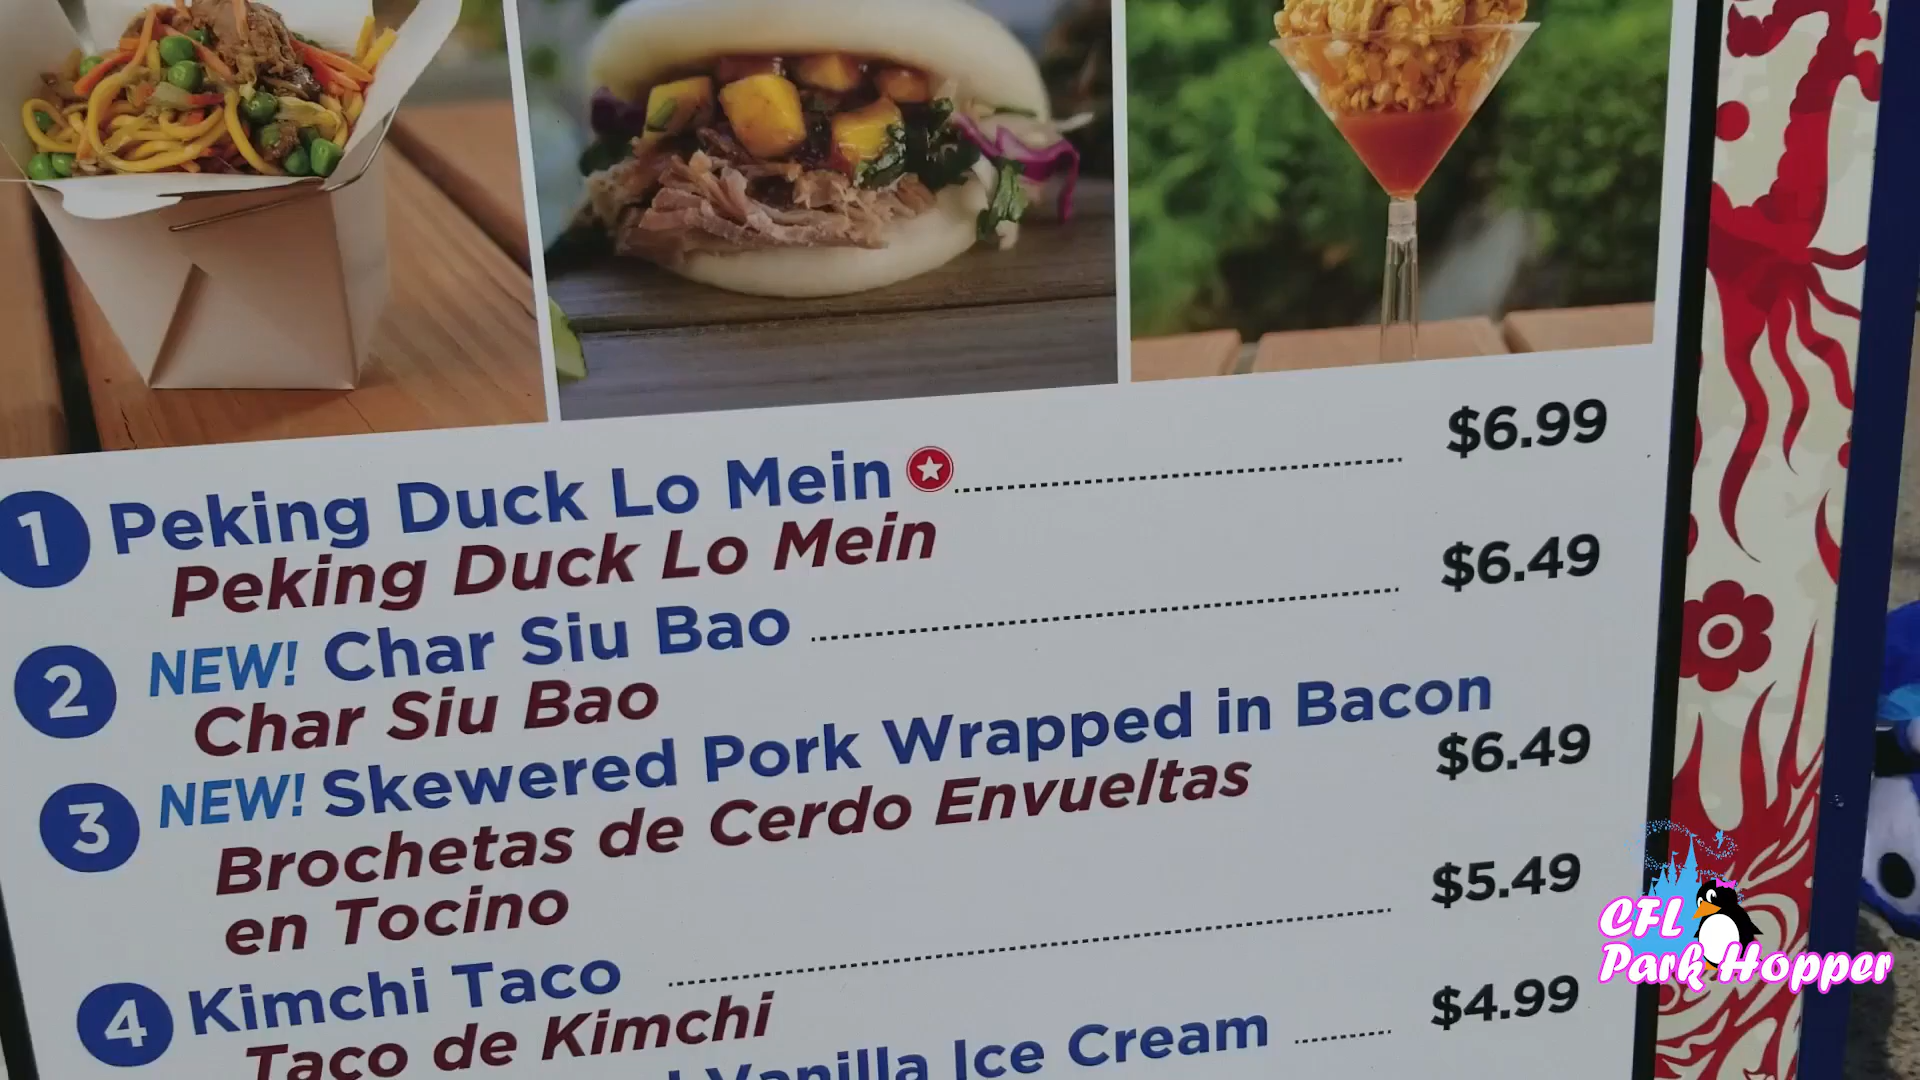 1 Peking Duck Lo Mein $6.99
Peking Duck Lo Mein
2 NEW! Char Siu Bao $6.49
Char Siu Bao
3 NEW! Skewered Pork Wrapped in Bacon
Brochetas de Cerdo Envueltas $6.49
en Tocino
4 Kimchi Taco $5.49
Taco de Kimchi
Vanilla Ice Cream $4.99
CFL
Park Hopper